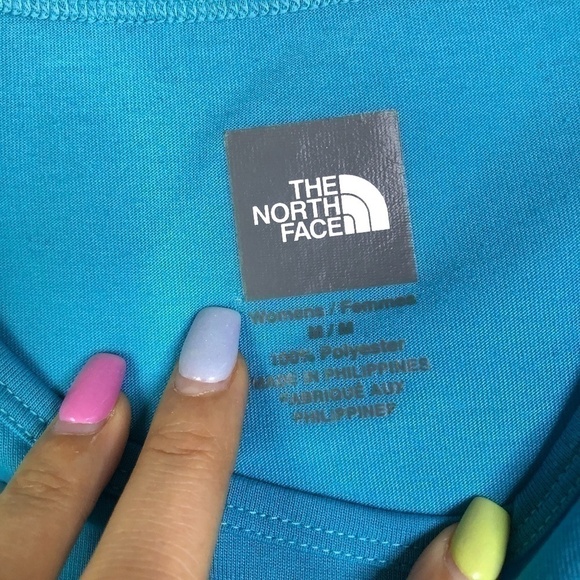 THE
NORTH
FACE
Womens / Femmes
M / M
100% Polyester
MADE IN PHILIPPINES
FABRIQUÉ AUX
PHILIPPINES